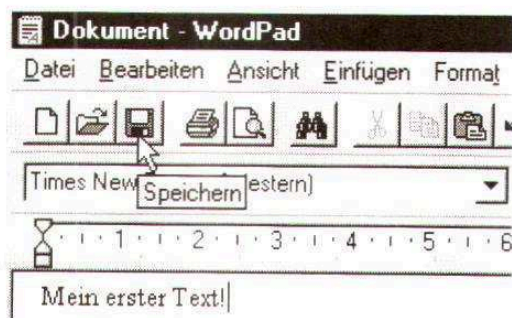 Dokument - WordPad
Datei Bearbeiten Ansicht Einfügen Format
Times New estern)
Speichern
1 2 3 4 5 6
Mein erster Text!